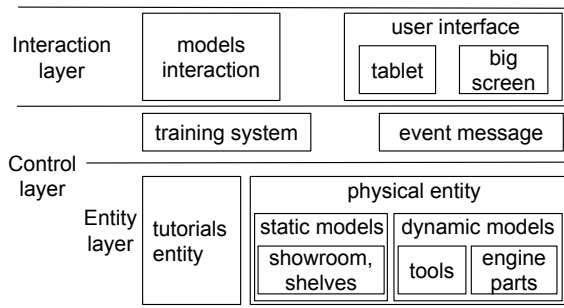 Interaction
layer
models
interaction
user interface
tablet
big
screen
Control
layer
training system
event message
Entity
layer
tutorials
entity
physical entity
static models
showroom,
shelves
dynamic models
tools
engine
parts